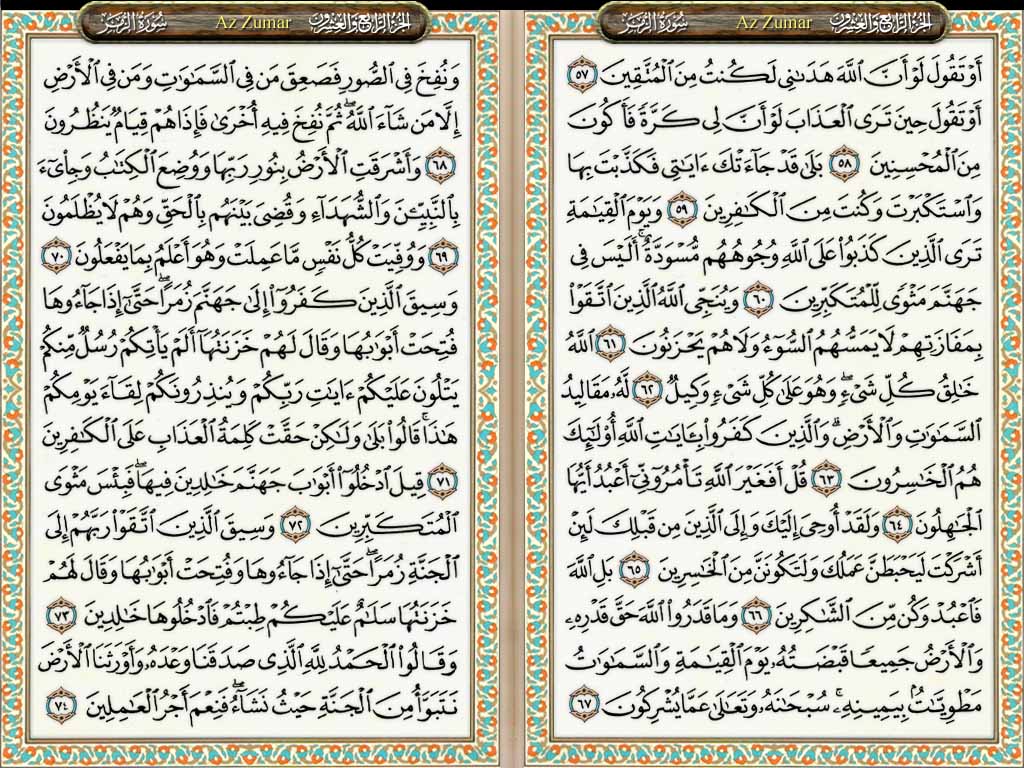 الجزء الرابع والعشرون
Az Zumar
سورة الزمر
أَوْ تَقُولَ لَوْ أَنَّ ٱللَّهَ هَدَىٰنِى لَكُنتُ مِنَ ٱلْمُتَّقِينَ ٥٧
أَوْ تَقُولَ حِينَ تَرَى ٱلْعَذَابَ لَوْ أَنَّ لِى كَرَّةً فَأَكُونَ
مِنَ ٱلْمُحْسِنِينَ ٥٨ بَلَىٰ قَدْ جَآءَتْكَ ءَايَٰتِى فَكَذَّبْتَ بِهَا
وَٱسْتَكْبَرْتَ وَكُنتَ مِنَ ٱلْكَٰفِرِينَ ٥٩ وَيَوْمَ ٱلْقِيَٰمَةِ
تَرَى ٱلَّذِينَ كَذَبُوا۟ عَلَى ٱللَّهِ وُجُوهُهُم مُّسْوَدَّةٌ ۚ أَلَيْسَ فِى
جَهَنَّمَ مَثْوًى لِّلْمُتَكَبِّرِينَ ٦٠ وَيُنَجِّى ٱللَّهُ ٱلَّذِينَ ٱتَّقَوْا۟
بِمَفَازَتِهِمْ لَا يَمَسُّهُمُ ٱلسُّوٓءُ وَلَا هُمْ يَحْزَنُونَ ٦١ ٱللَّهُ
خَٰلِقُ كُلِّ شَىْءٍ ۖ وَهُوَ عَلَىٰ كُلِّ شَىْءٍ وَكِيلٌ ٦٢ لَّهُۥ مَقَالِيدُ
ٱلسَّمَٰوَٰتِ وَٱلْأَرْضِ ۗ وَٱلَّذِينَ كَفَرُوا۟ بِـَٔايَٰتِ ٱللَّهِ أُو۟لَٰٓئِكَ
هُمُ ٱلْخَٰسِرُونَ ٦٣ قُلْ أَفَغَيْرَ ٱللَّهِ تَأْمُرُوٓنِّىٓ أَعْبُدُ أَيُّهَا
ٱلْجَٰهِلُونَ ٦٤ وَلَقَدْ أُوحِىَ إِلَيْكَ وَإِلَى ٱلَّذِينَ مِن قَبْلِكَ لَئِنْ
أَشْرَكْتَ لَيَحْبَطَنَّ عَمَلُكَ وَلَتَكُونَنَّ مِنَ ٱلْخَٰسِرِينَ ٦٥ بَلِ ٱللَّهَ
فَٱعْبُدْ وَكُن مِّنَ ٱلشَّٰكِرِينَ ٦٦ وَمَا قَدَرُوا۟ ٱللَّهَ حَقَّ قَدْرِهِۦ
وَٱلْأَرْضُ جَمِيعًا قَبْضَتُهُۥ يَوْمَ ٱلْقِيَٰمَةِ وَٱلسَّمَٰوَٰتُ
مَطْوِيَّٰتٌۢ بِيَمِينِهِۦ ۚ سُبْحَٰنَهُۥ وَتَعَٰلَىٰ عَمَّا يُشْرِكُونَ ٦٧
الجزء الرابع والعشرون
Az Zumar
سورة الزمر
وَنُفِخَ فِى ٱلصُّورِ فَصَعِقَ مَن فِى ٱلسَّمَٰوَٰتِ وَمَن فِى ٱلْأَرْضِ
إِلَّا مَن شَآءَ ٱللَّهُ ۖ ثُمَّ نُفِخَ فِيهِ أُخْرَىٰ فَإِذَا هُمْ قِيَامٌ يَنظُرُونَ
٦٨ وَأَشْرَقَتِ ٱلْأَرْضُ بِنُورِ رَبِّهَا وَوُضِعَ ٱلْكِتَٰبُ وَجِا۟ىٓءَ
بِٱلنَّبِيِّـۧنَ وَٱلشُّهَدَآءِ وَقُضِىَ بَيْنَهُم بِٱلْحَقِّ وَهُمْ لَا يُظْلَمُونَ
٦٩ وَوُفِّيَتْ كُلُّ نَفْسٍ مَّا عَمِلَتْ وَهُوَ أَعْلَمُ بِمَا يَفْعَلُونَ ٧٠
وَسِيقَ ٱلَّذِينَ كَفَرُوٓا۟ إِلَىٰ جَهَنَّمَ زُمَرًا ۖ حَتَّىٰٓ إِذَا جَآءُوهَا
فُتِحَتْ أَبْوَٰبُهَا وَقَالَ لَهُمْ خَزَنَتُهَآ أَلَمْ يَأْتِكُمْ رُسُلٌ مِّنكُمْ
يَتْلُونَ عَلَيْكُمْ ءَايَٰتِ رَبِّكُمْ وَيُنذِرُونَكُمْ لِقَآءَ يَوْمِكُمْ
هَٰذَا ۚ قَالُوا۟ بَلَىٰ وَلَٰكِنْ حَقَّتْ كَلِمَةُ ٱلْعَذَابِ عَلَى ٱلْكَٰفِرِينَ
٧١ قِيلَ ٱدْخُلُوٓا۟ أَبْوَٰبَ جَهَنَّمَ خَٰلِدِينَ فِيهَا ۖ فَبِئْسَ مَثْوَى
ٱلْمُتَكَبِّرِينَ ٧٢ وَسِيقَ ٱلَّذِينَ ٱتَّقَوْا۟ رَبَّهُمْ إِلَى
ٱلْجَنَّةِ زُمَرًا ۖ حَتَّىٰٓ إِذَا جَآءُوهَا وَفُتِحَتْ أَبْوَٰبُهَا وَقَالَ لَهُمْ
خَزَنَتُهَا سَلَٰمٌ عَلَيْكُمْ طِبْتُمْ فَٱدْخُلُوهَا خَٰلِدِينَ ٧٣
وَقَالُوا۟ ٱلْحَمْدُ لِلَّهِ ٱلَّذِى صَدَقَنَا وَعْدَهُۥ وَأَوْرَثَنَا ٱلْأَرْضَ
نَتَبَوَّأُ مِنَ ٱلْجَنَّةِ حَيْثُ نَشَآءُ ۖ فَنِعْمَ أَجْرُ ٱلْعَٰمِلِينَ ٧٤